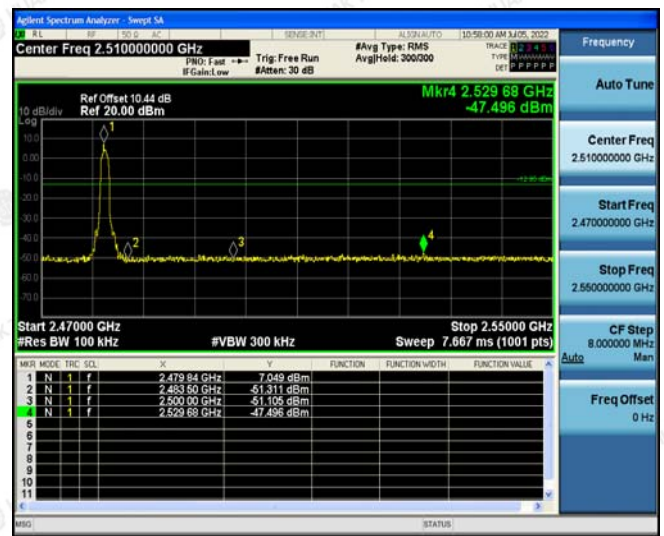 Agilent Spectrum Analyzer - Swept SA
RL RF 50 Ω AC SENSE:INT ALIGN AUTO 10:58:00 AM Jul 05, 2022
Center Freq 2.510000000 GHz
PNO: Fast
IFGain:Low
Trig: Free Run
#Atten: 30 dB
#Avg Type: RMS
Avg|Hold: 300/300
TRACE 1 2 3 4 5 6
TYPE
DET P P P P P P
Ref Offset 10.44 dB
10 dB/div Ref 20.00 dBm
Log
Mkr4 2.529 68 GHz
-47.496 dBm
10.0
0.00
-10.0
-20.0
-30.0
-40.0
-50.0
-60.0
-70.0
1
2
3
4
Start 2.47000 GHz Stop 2.55000 GHz
#Res BW 100 kHz #VBW 300 kHz Sweep 7.667 ms (1001 pts)
MKR MODE TRC SCL X Y FUNCTION FUNCTION WIDTH FUNCTION VALUE
1 N 1 f 2.479 84 GHz 7.049 dBm
2 N 1 f 2.483 50 GHz -51.311 dBm
3 N 1 f 2.500 00 GHz -51.105 dBm
4 N 1 f 2.529 68 GHz -47.496 dBm
5
6
7
8
9
10
11
MSG STATUS
Frequency
Auto Tune
Center Freq
2.510000000 GHz
Start Freq
2.470000000 GHz
Stop Freq
2.550000000 GHz
CF Step
8.000000 MHz
Auto Man
Freq Offset
0 Hz